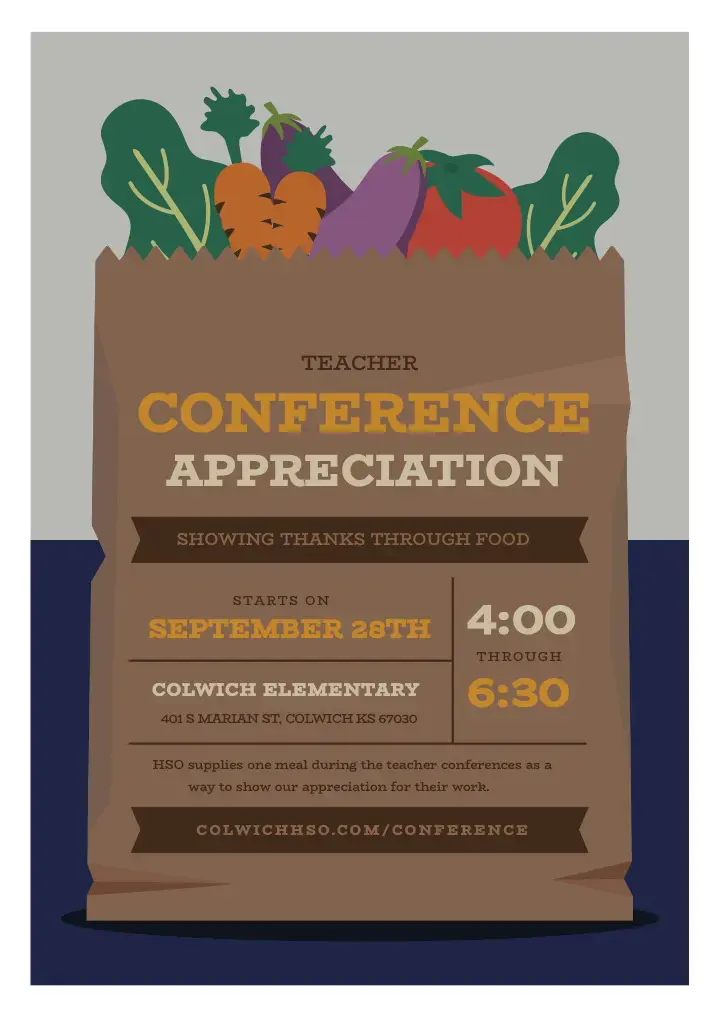 TEACHER
CONFERENCE
APPRECIATION
SHOWING THANKS THROUGH FOOD
STARTS ON
SEPTEMBER 28TH
COLWICH ELEMENTARY
401 S MARIAN ST, COLWICH KS 67030
4:00
THROUGH
6:30
HSO supplies one meal during the teacher conferences as a
way to show our appreciation for their work.
COLWICHHSO.COM/CONFERENCE